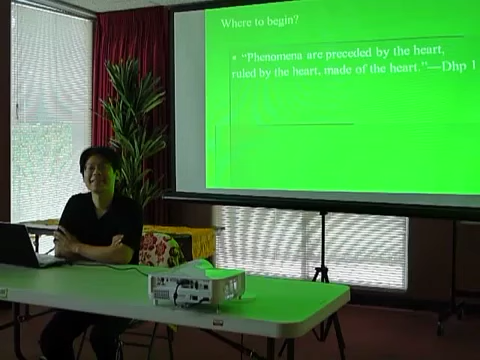 Where to begin?
• “Phenomena are preceded by the heart,
ruled by the heart, made of the heart.”—Dhp 1